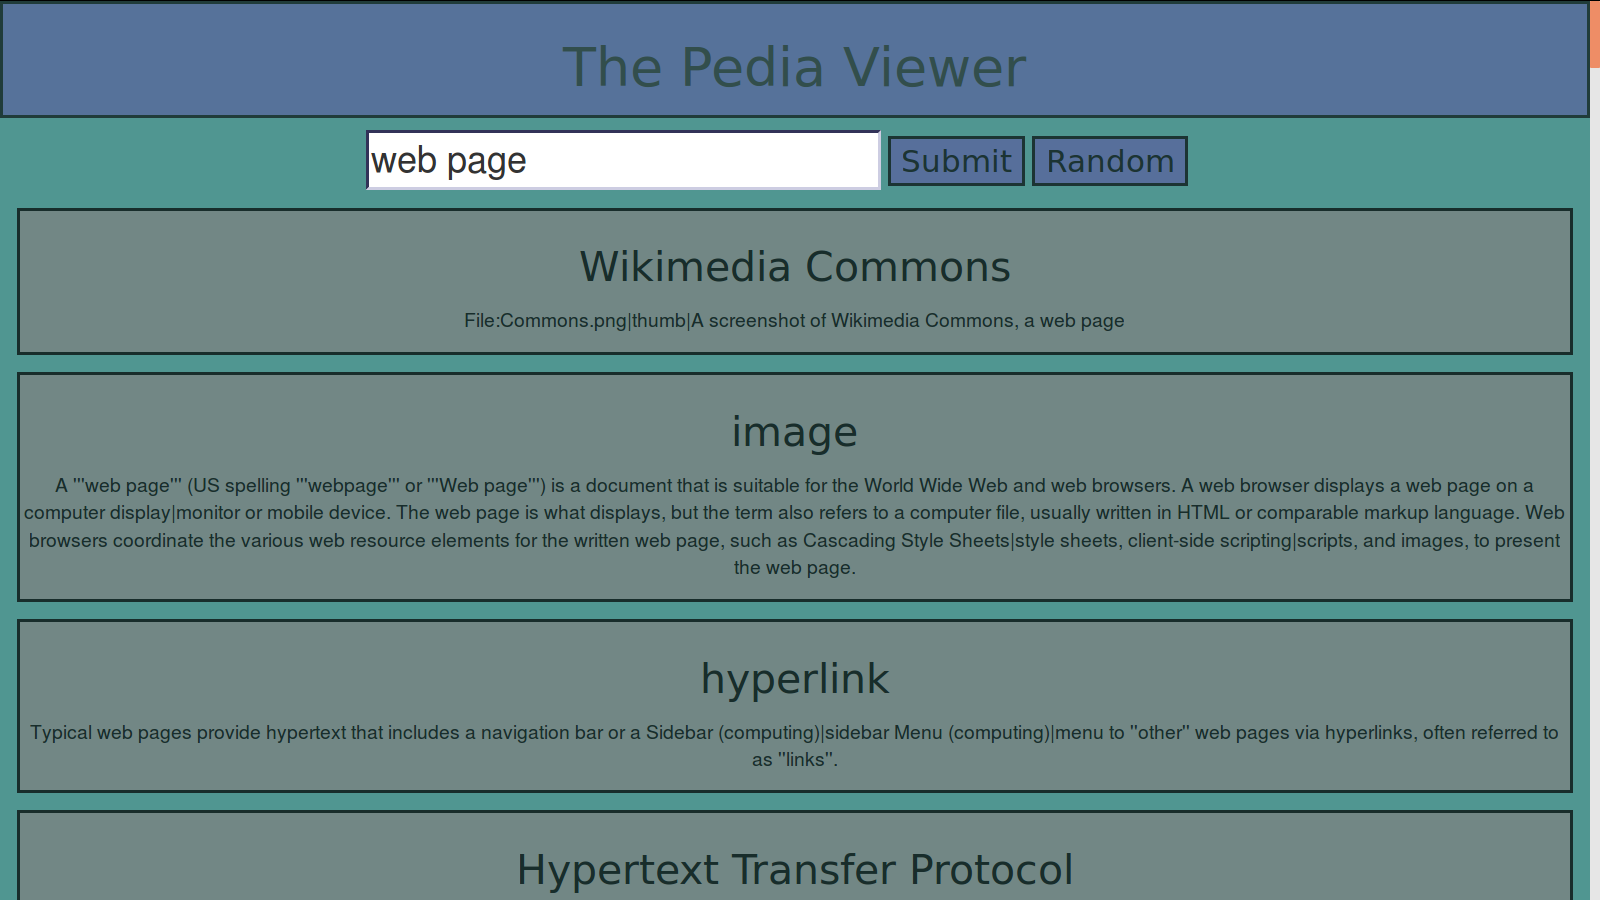 The Pedia Viewer
web page
Submit Random
Wikimedia Commons
File:Commons.png|thumb|A screenshot of Wikimedia Commons, a web page
image
A '''web page''' (US spelling '''webpage''' or '''Web page''') is a document that is suitable for the World Wide Web and web browsers. A web browser displays a web page on a
computer display|monitor or mobile device. The web page is what displays, but the term also refers to a computer file, usually written in HTML or comparable markup language. Web
browsers coordinate the various web resource elements for the written web page, such as Cascading Style Sheets|style sheets, client-side scripting|scripts, and images, to present
the web page.
hyperlink
Typical web pages provide hypertext that includes a navigation bar or a Sidebar (computing)|sidebar Menu (computing)|menu to ''other'' web pages via hyperlinks, often referred to
as ''links''.
Hypertext Transfer Protocol